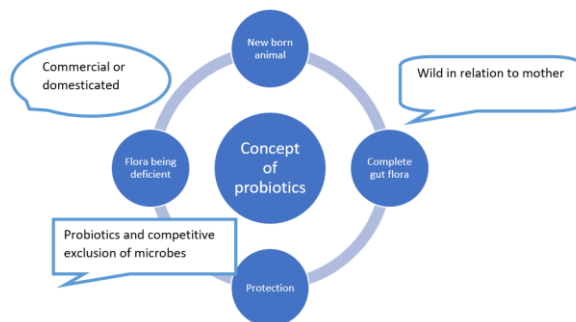 New born
animal
Commercial or
domesticated
Wild in relation to mother
Flora being
deficient
Concept
of
probiotics
Complete
gut flora
Probiotics and competitive
exclusion of microbes
Protection